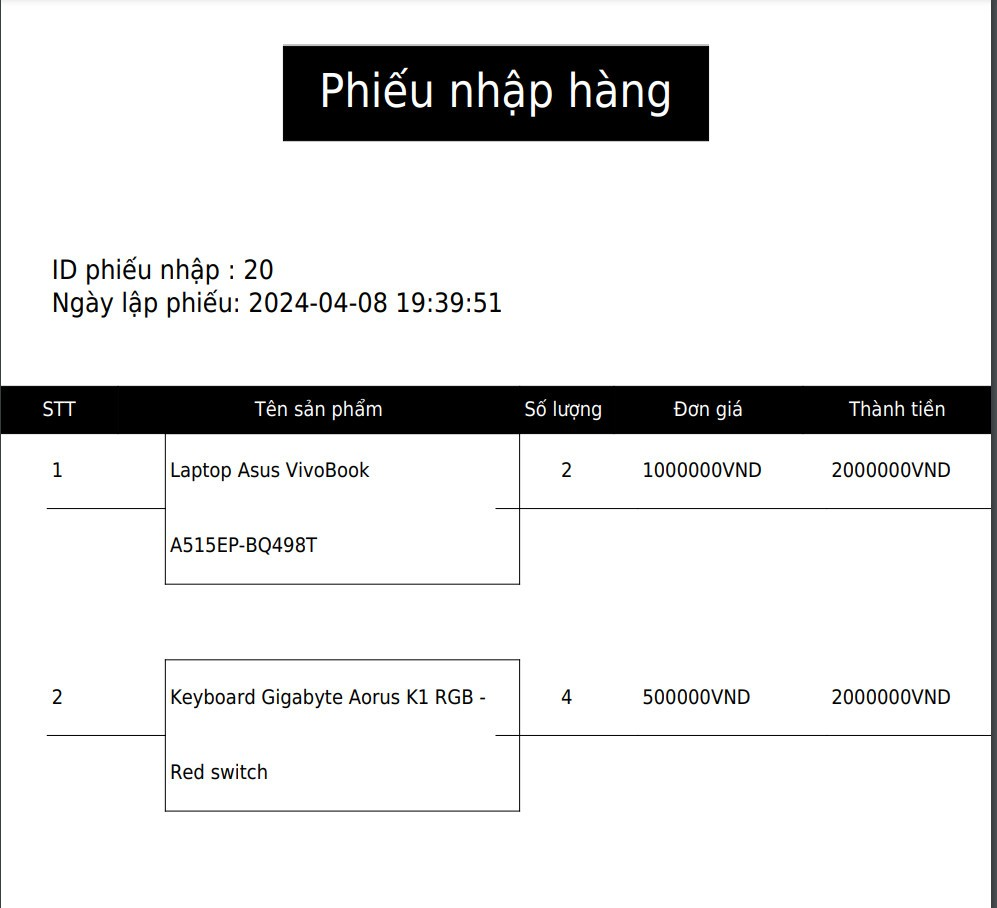 Phiếu nhập hàng
ID phiếu nhập : 20
Ngày lập phiếu: 2024-04-08 19:39:51
STT Tên sản phẩm Số lượng Đơn giá Thành tiền
1 Laptop Asus VivoBook 2 1000000VND 2000000VND
A515EP-BQ498T
2 Keyboard Gigabyte Aorus K1 RGB - 4 500000VND 2000000VND
Red switch